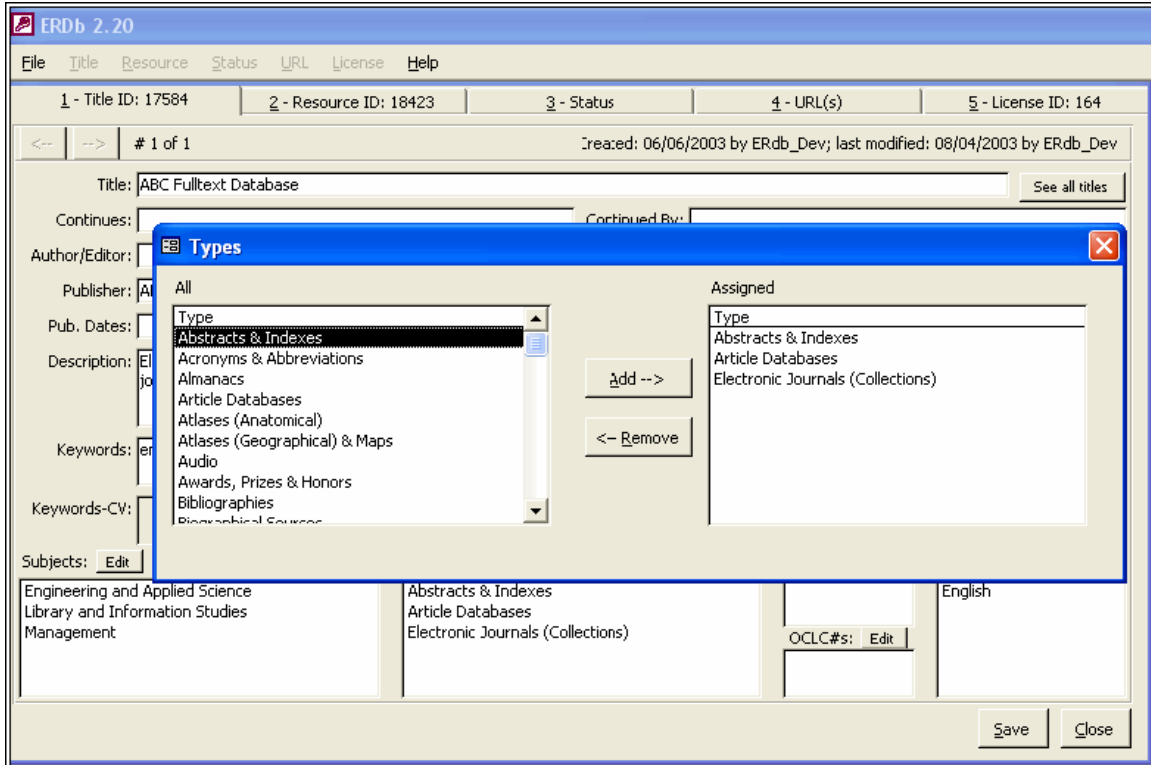 ERDb 2.20
File Title Resource Status URL License Help
1 - Title ID: 17584 2 - Resource ID: 18423 3 - Status 4 - URL(s) 5 - License ID: 164
<-- --> # 1 of 1 Created: 06/06/2003 by ERdb_Dev; last modified: 08/04/2003 by ERdb_Dev
Title: ABC Fulltext Database See all titles
Continues: Continued By:
Types
Author/Editor:
All Assigned
Publisher: A
Type Type
Pub. Dates:
Abstracts & Indexes Abstracts & Indexes
Acronyms & Abbreviations Article Databases
Description: El
Almanacs Add --> Electronic Journals (Collections)
jo
Article Databases
Atlases (Anatomical)
Atlases (Geographical) & Maps <-- Remove
Keywords: en
Audio
Awards, Prizes & Honors
Bibliographies
Keywords-CV:
Biographical Sources
Subjects: Edit
Engineering and Applied Science Abstracts & Indexes English
Library and Information Studies Article Databases
Management Electronic Journals (Collections) OCLC#s: Edit
Save Close